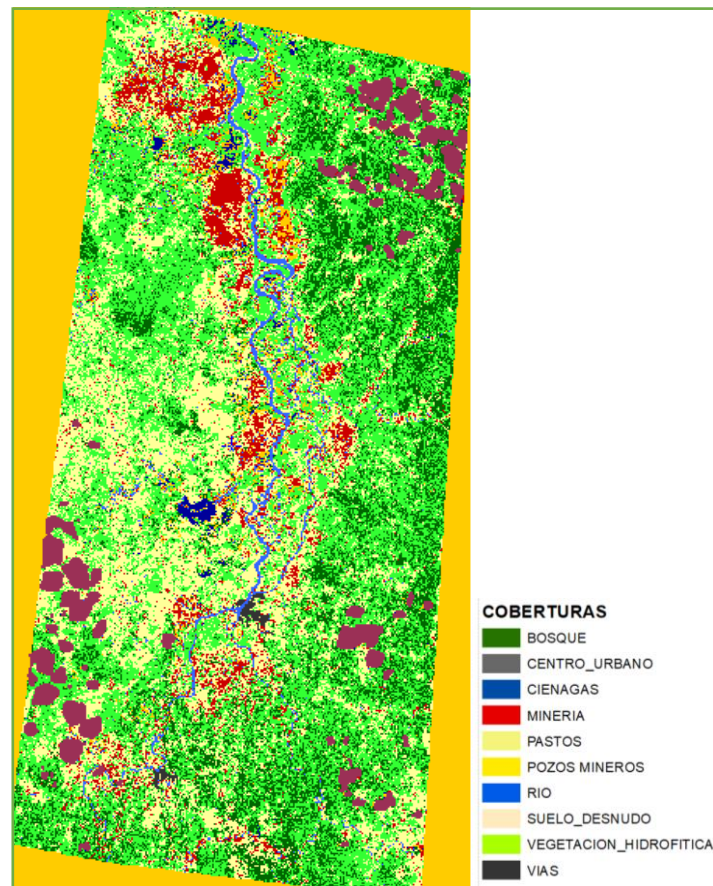 COBERTURAS
BOSQUE
CENTRO_URBANO
CIENAGAS
MINERIA
PASTOS
POZOS MINEROS
RIO
SUELO_DESNUDO
VEGETACION_HIDROFITICA
VIAS